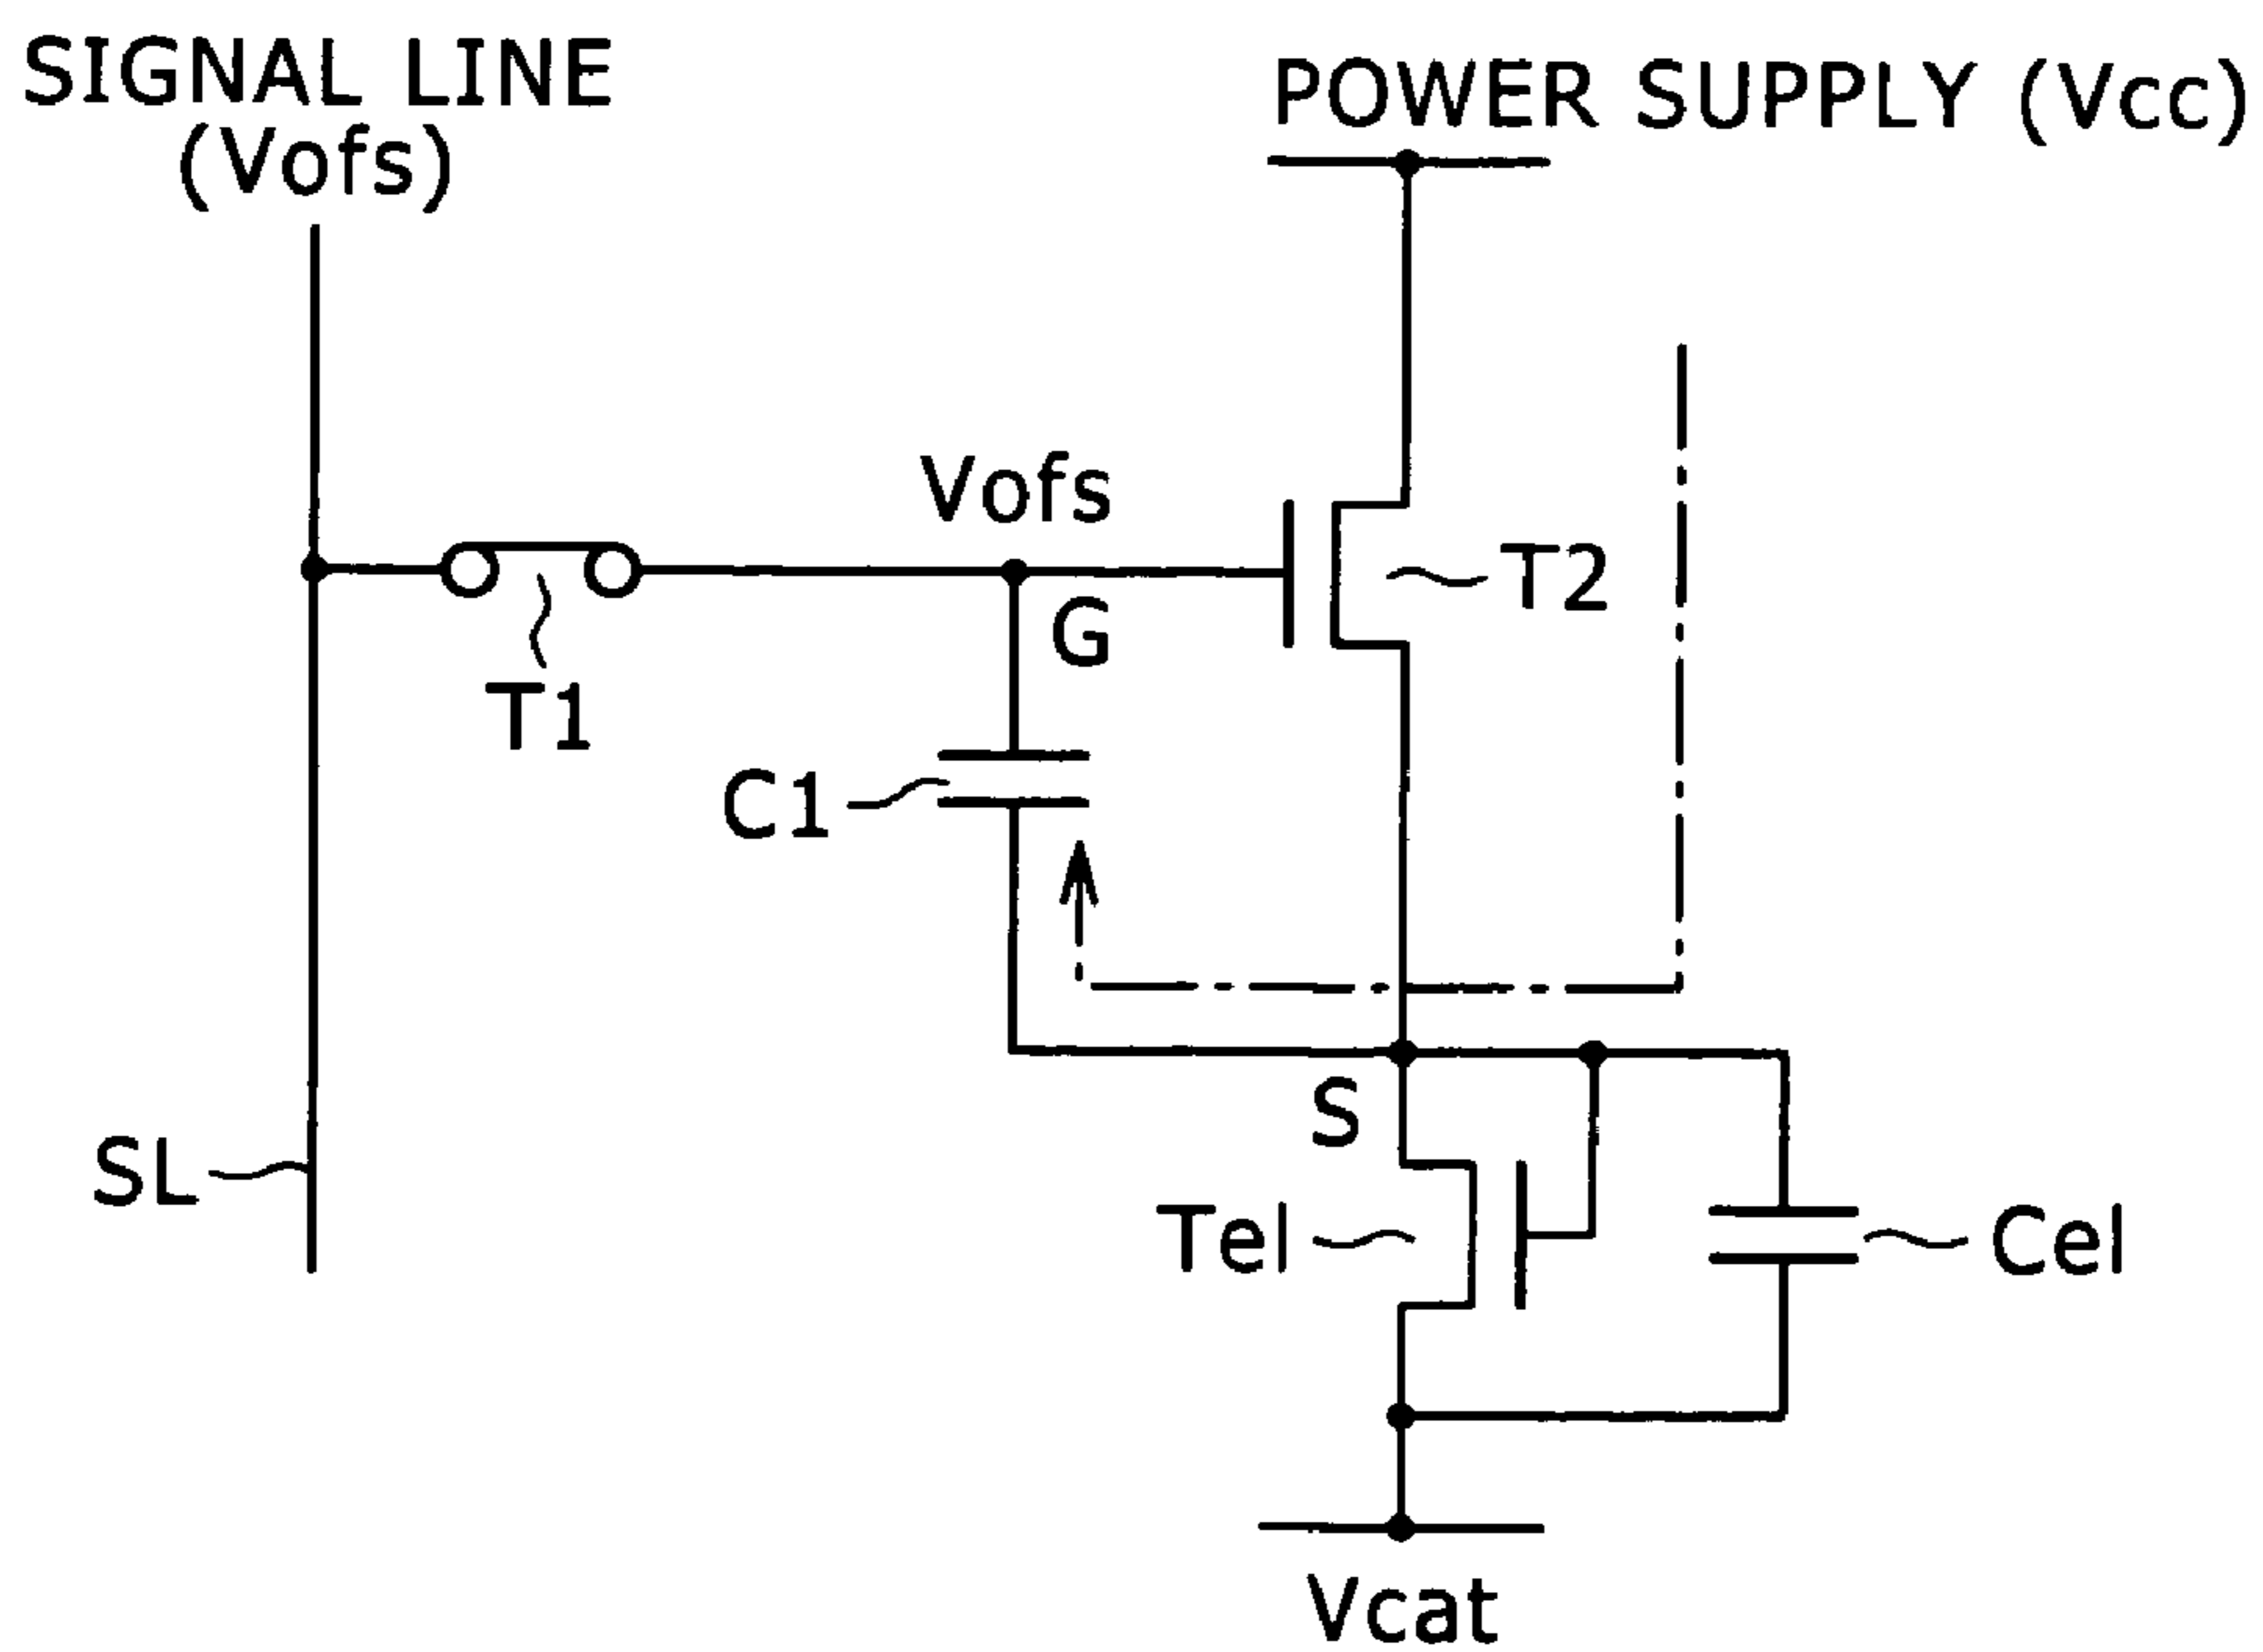 SIGNAL LINE
(Vofs)
POWER SUPPLY (Vcc)
Vofs
T2
G
T1
C1
S
SL
Tel
Cel
Vcat